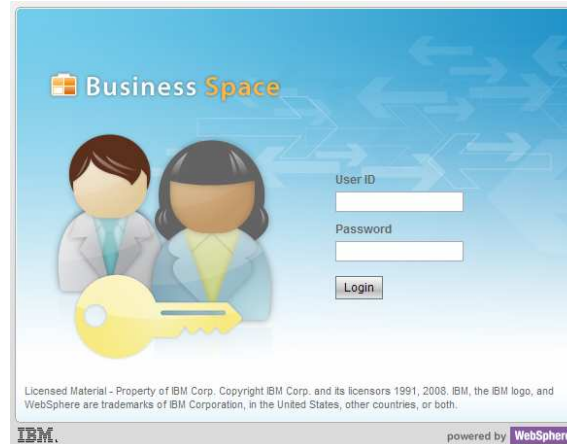 Business Space
User ID
Password
Login
Licensed Material - Property of IBM Corp. Copyright IBM Corp. and its licensors 1991, 2008. IBM, the IBM logo, and
WebSphere are trademarks of IBM Corporation, in the United States, other countries, or both.
IBM.
powered by WebSphere